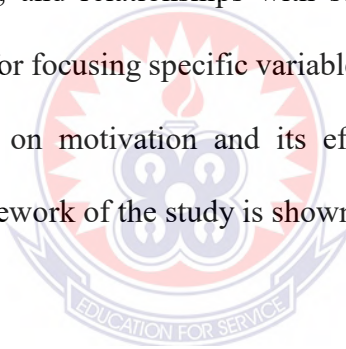 and relationships with s
or focusing specific variable
on motivation and its ef
ework of the study is shown
EDUCATION FOR SERVICE